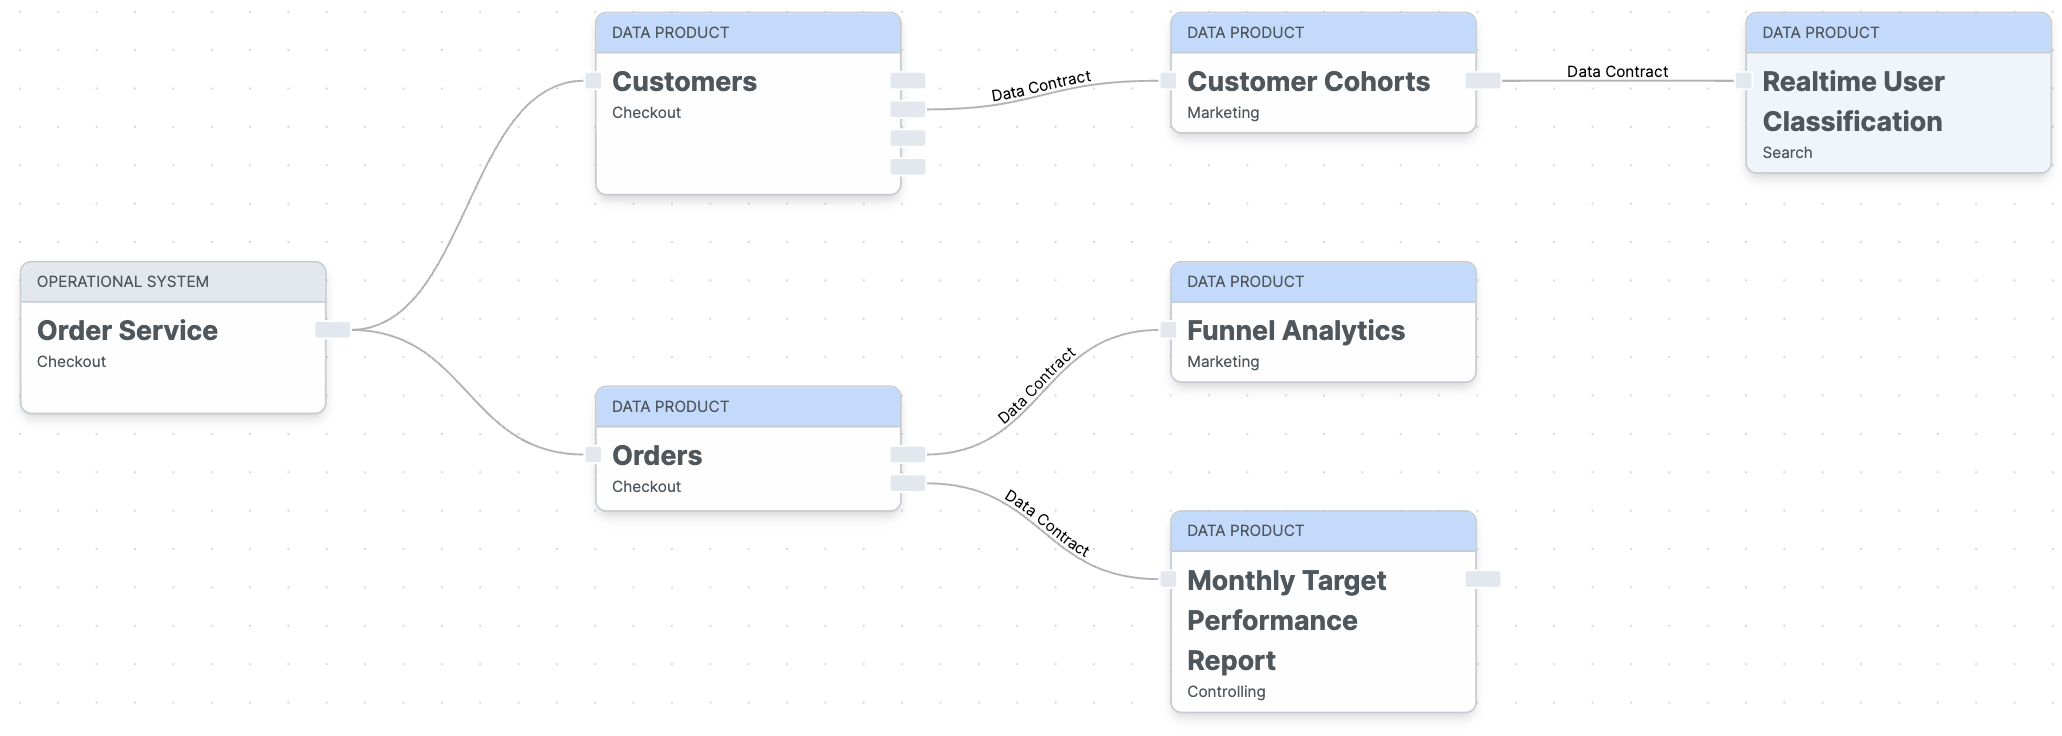 DATA PRODUCT
Customers
Checkout
Data Contract
DATA PRODUCT
Customer Cohorts
Marketing
Data Contract
DATA PRODUCT
Realtime User
Classification
Search
OPERATIONAL SYSTEM
Order Service
Checkout
DATA PRODUCT
Funnel Analytics
Marketing
Data Contract
DATA PRODUCT
Orders
Checkout
Data Contract
DATA PRODUCT
Monthly Target
Performance
Report
Controlling